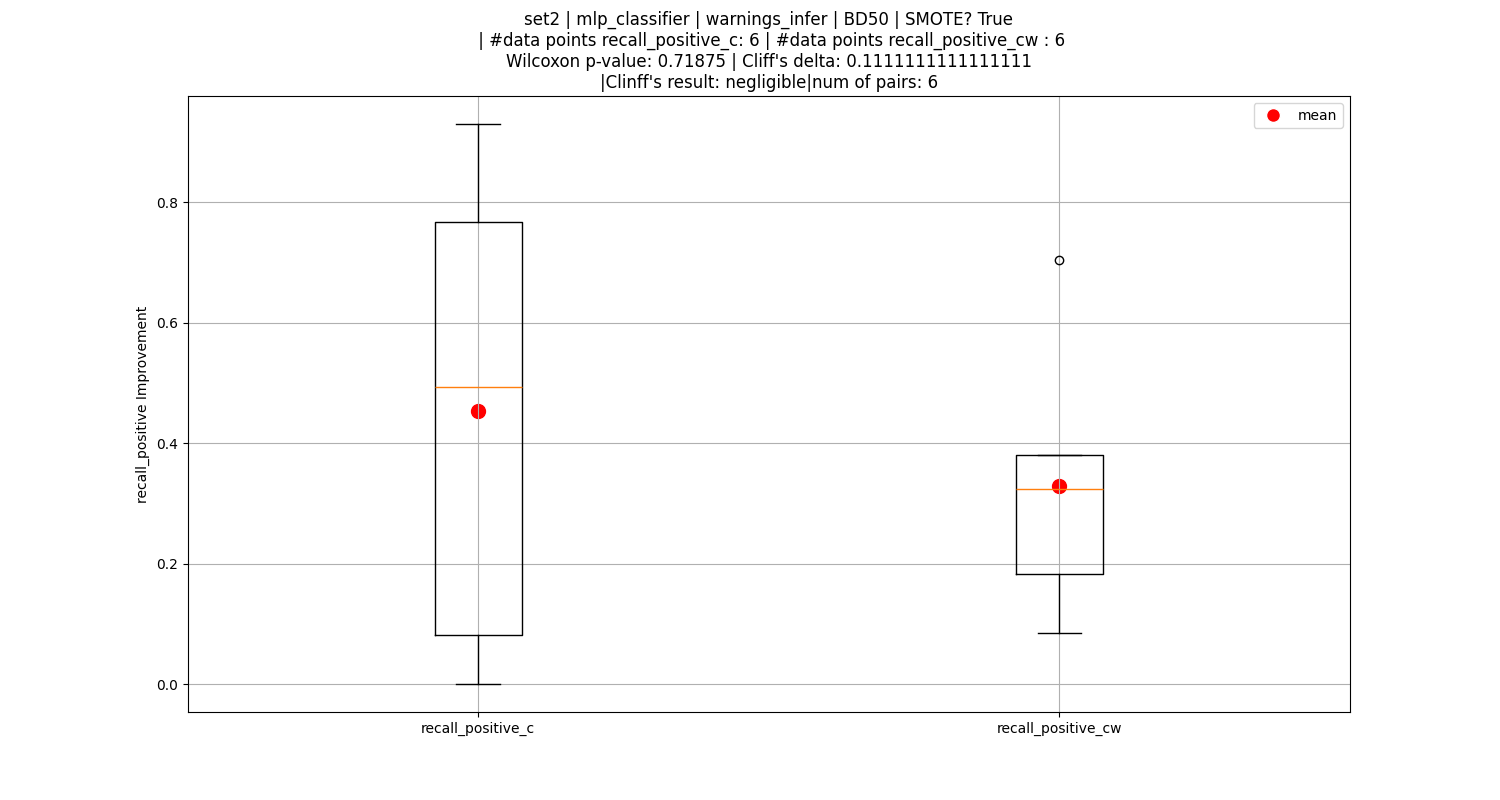 set2 | mlp_classifier | warnings_infer | BD50 | SMOTE? True
| #data points recall_positive_c: 6 | #data points recall_positive_cw : 6
Wilcoxon p-value: 0.71875 | Cliff's delta: 0.1111111111111111
|Clinff's result: negligible|num of pairs: 6
mean
0.8
0.6
0.4
0.2
0.0
recall_positive Improvement
recall_positive_c
recall_positive_cw